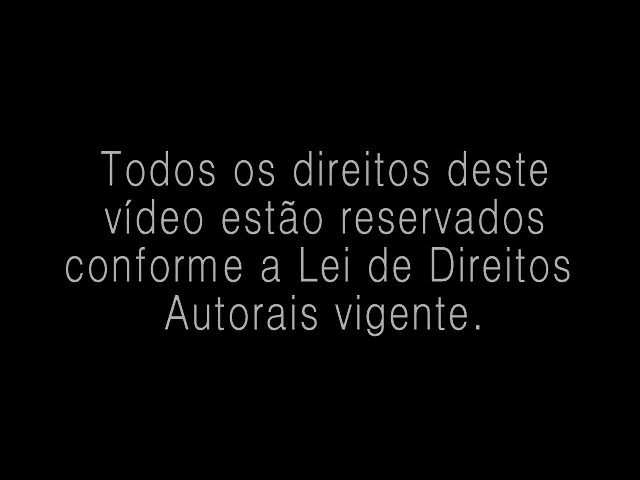 Todos os direitos deste
vídeo estão reservados
conforme a Lei de Direitos
Autorais vigente.